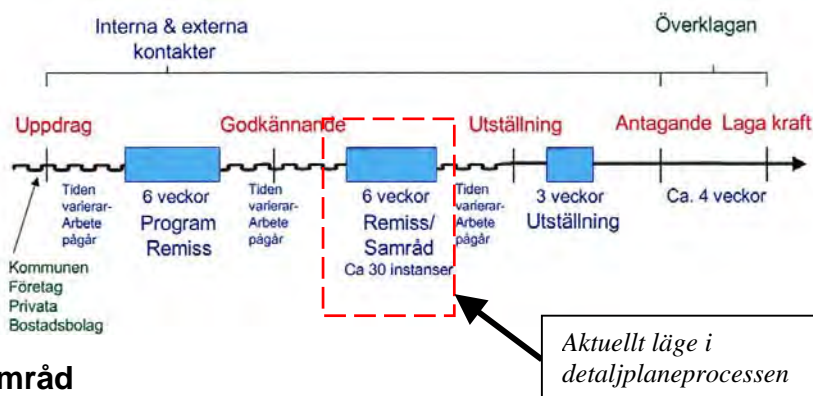 Interna & externa
kontakter
Överklagan
Uppdrag
Godkännande
Utställning
Antagande
Laga kraft
Tiden
varierar-
Arbete
pågår
6 veckor
Program
Remiss
Tiden
varierar-
Arbete
pågår
6 veckor
Remiss/
Samråd
Ca 30 instanser
Tiden
varierar-
Arbete
pågår
3 veckor
Utställning
Ca. 4 veckor
Kommunen
Företag
Privata
Bostadsbolag
Aktuellt läge i
detaljplaneprocessen
mråd